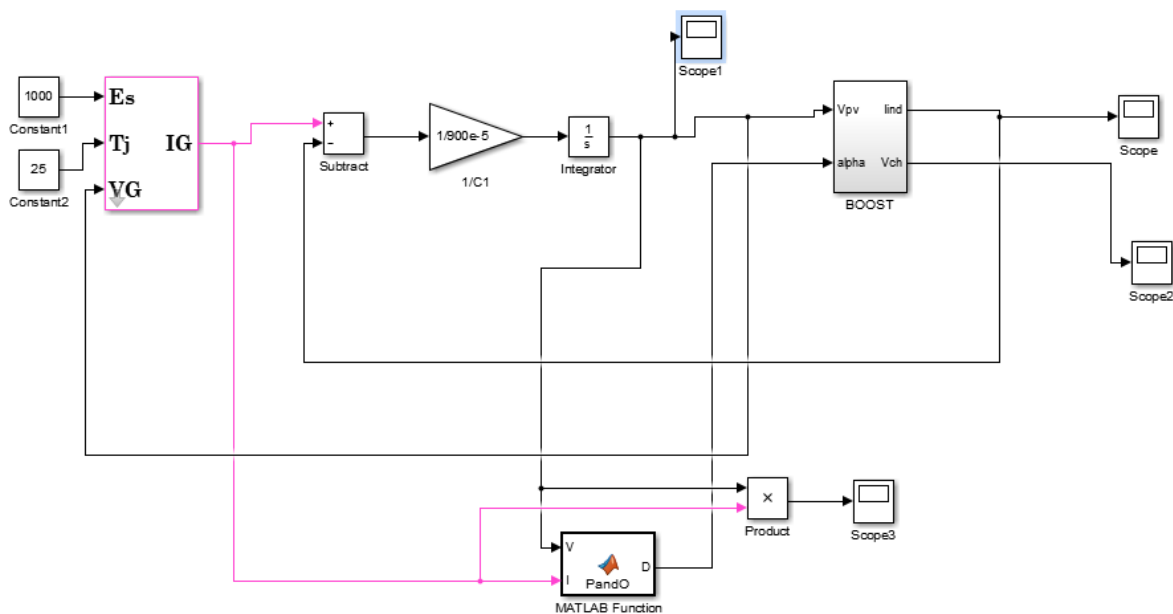 Scope1
1000
Es
Constant1
Tj
IG
25
VG
Constant2
+
−
Subtract
1/900e-5
1/C1
1
s
Integrator
Vpv
Iind
alpha
Vch
BOOST
Scope
Scope2
×
Product
Scope3
V
I
D
PandO
MATLAB Function